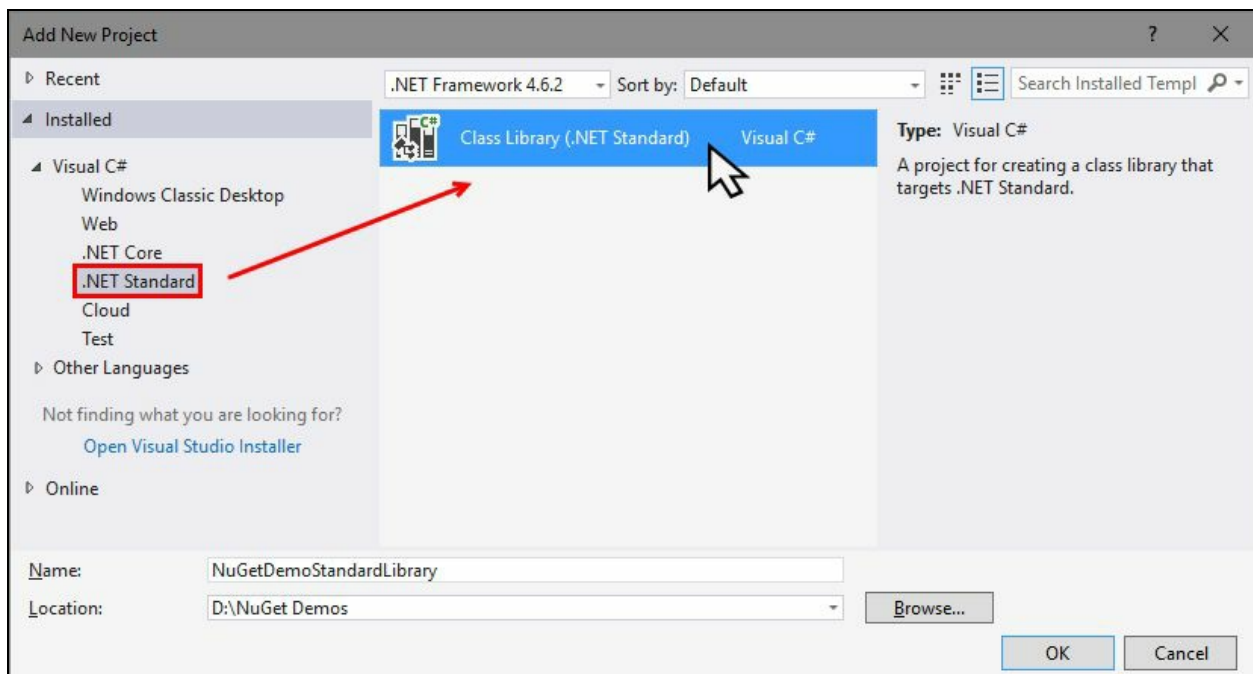 Add New Project
?
Recent
.NET Framework 4.6.2
Sort by: Default
Search Installed Templ
Installed
Visual C#
Windows Classic Desktop
Web
.NET Core
.NET Standard
Cloud
Test
Other Languages
Not finding what you are looking for?
Open Visual Studio Installer
Online
C#
Class Library (.NET Standard)
Visual C#
Type: Visual C#
A project for creating a class library that
targets .NET Standard.
Name:
NuGetDemoStandardLibrary
Location:
D:\NuGet Demos
Browse...
OK
Cancel